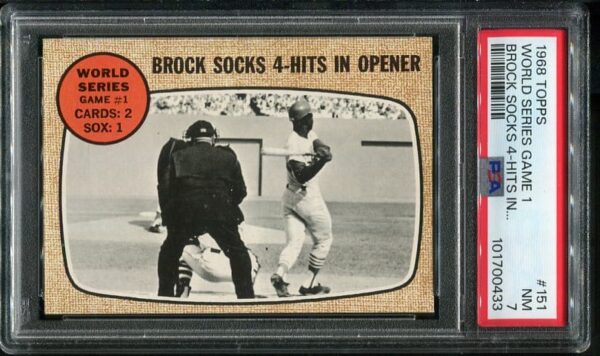 BROCK SOCKS 4-HITS IN OPENER
WORLD
SERIES
GAME #1
CARDS: 2
SOX: 1
1968 TOPPS
WORLD SERIES GAME 1
BROCK SOCKS 4-HITS IN...
#151
NM
7
PSA
101700433